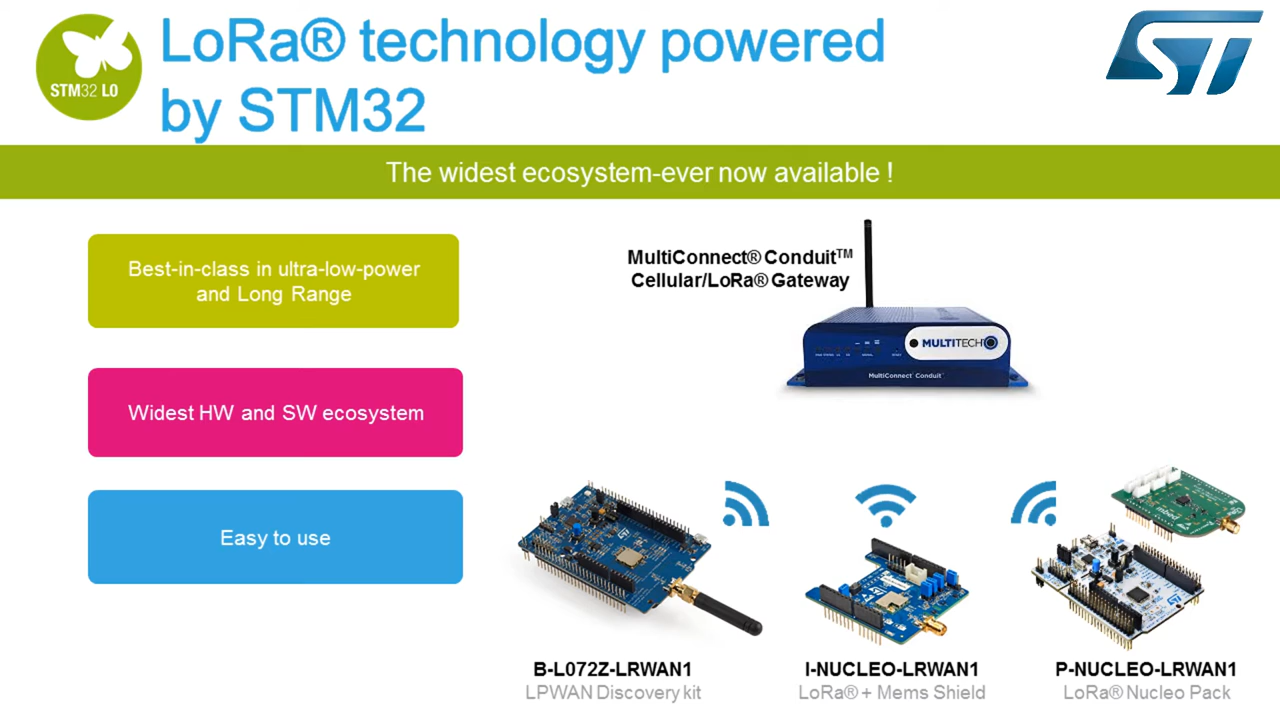 LoRa® technology powered
by STM32
STM32 L0
ST
The widest ecosystem-ever now available !
Best-in-class in ultra-low-power
and Long Range
Widest HW and SW ecosystem
Easy to use
MultiConnect® Conduit™
Cellular/LoRa® Gateway
MULTITECH
MultiConnect® Conduit™
B-L072Z-LRWAN1
LPWAN Discovery kit
I-NUCLEO-LRWAN1
LoRa® + Mems Shield
P-NUCLEO-LRWAN1
LoRa® Nucleo Pack